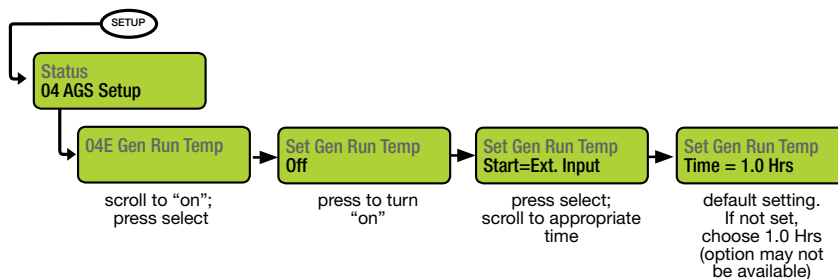 SETUP
Status
04 AGS Setup
04E Gen Run Temp
scroll to “on”;
press select
Set Gen Run Temp
Off
press to turn
“on”
Set Gen Run Temp
Start=Ext. Input
press select;
scroll to appropriate
time
Set Gen Run Temp
Time = 1.0 Hrs
default setting.
If not set,
choose 1.0 Hrs
(option may not
be available)